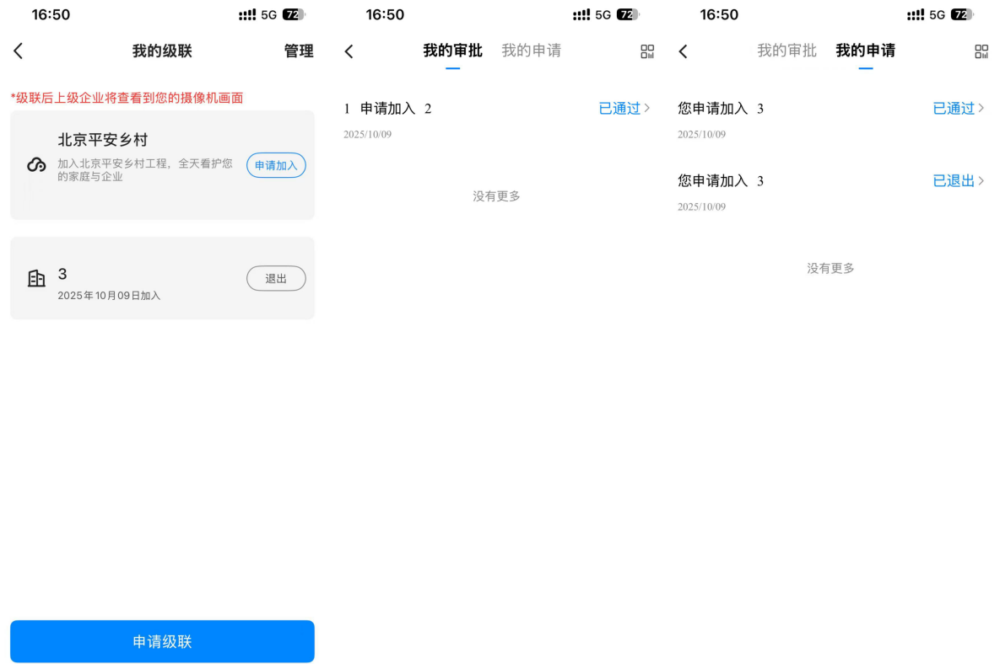 16:50
5G 72
我的级联
管理
*级联后上级企业将查看到您的摄像机画面
北京平安乡村
加入北京平安乡村工程，全天看护您
的家庭与企业
申请加入
3
2025年10月09日加入
退出
申请级联
16:50
5G 72
我的审批 我的申请
1 申请加入 2
已通过
2025/10/09
没有更多
16:50
5G 72
我的审批 我的申请
您申请加入 3
已通过
2025/10/09
您申请加入 3
已退出
2025/10/09
没有更多